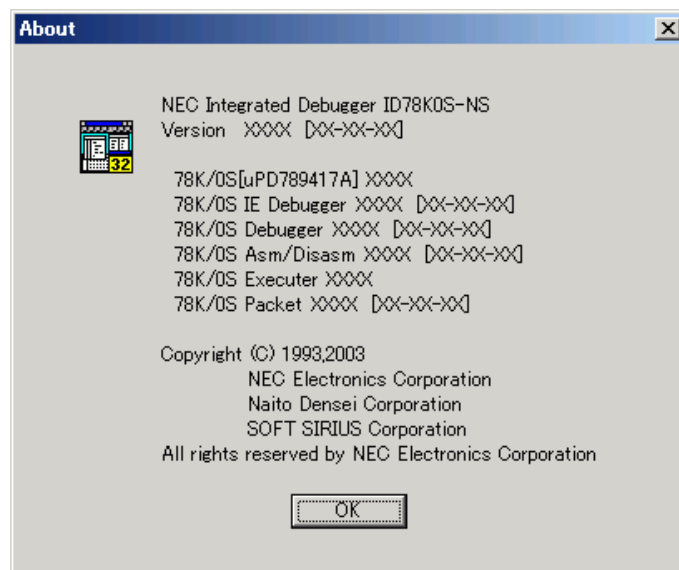 About
NEC Integrated Debugger ID78K0S-NS
Version XXXX [XX-XX-XX]
32
78K/0S[uPD789417A] XXXX
78K/0S IE Debugger XXXX [XX-XX-XX]
78K/0S Debugger XXXX [XX-XX-XX]
78K/0S Asm/Disasm XXXX [XX-XX-XX]
78K/0S Executer XXXX
78K/0S Packet XXXX [XX-XX-XX]
Copyright (C) 1993,2003
NEC Electronics Corporation
Naito Densei Corporation
SOFT SIRIUS Corporation
All rights reserved by NEC Electronics Corporation
OK